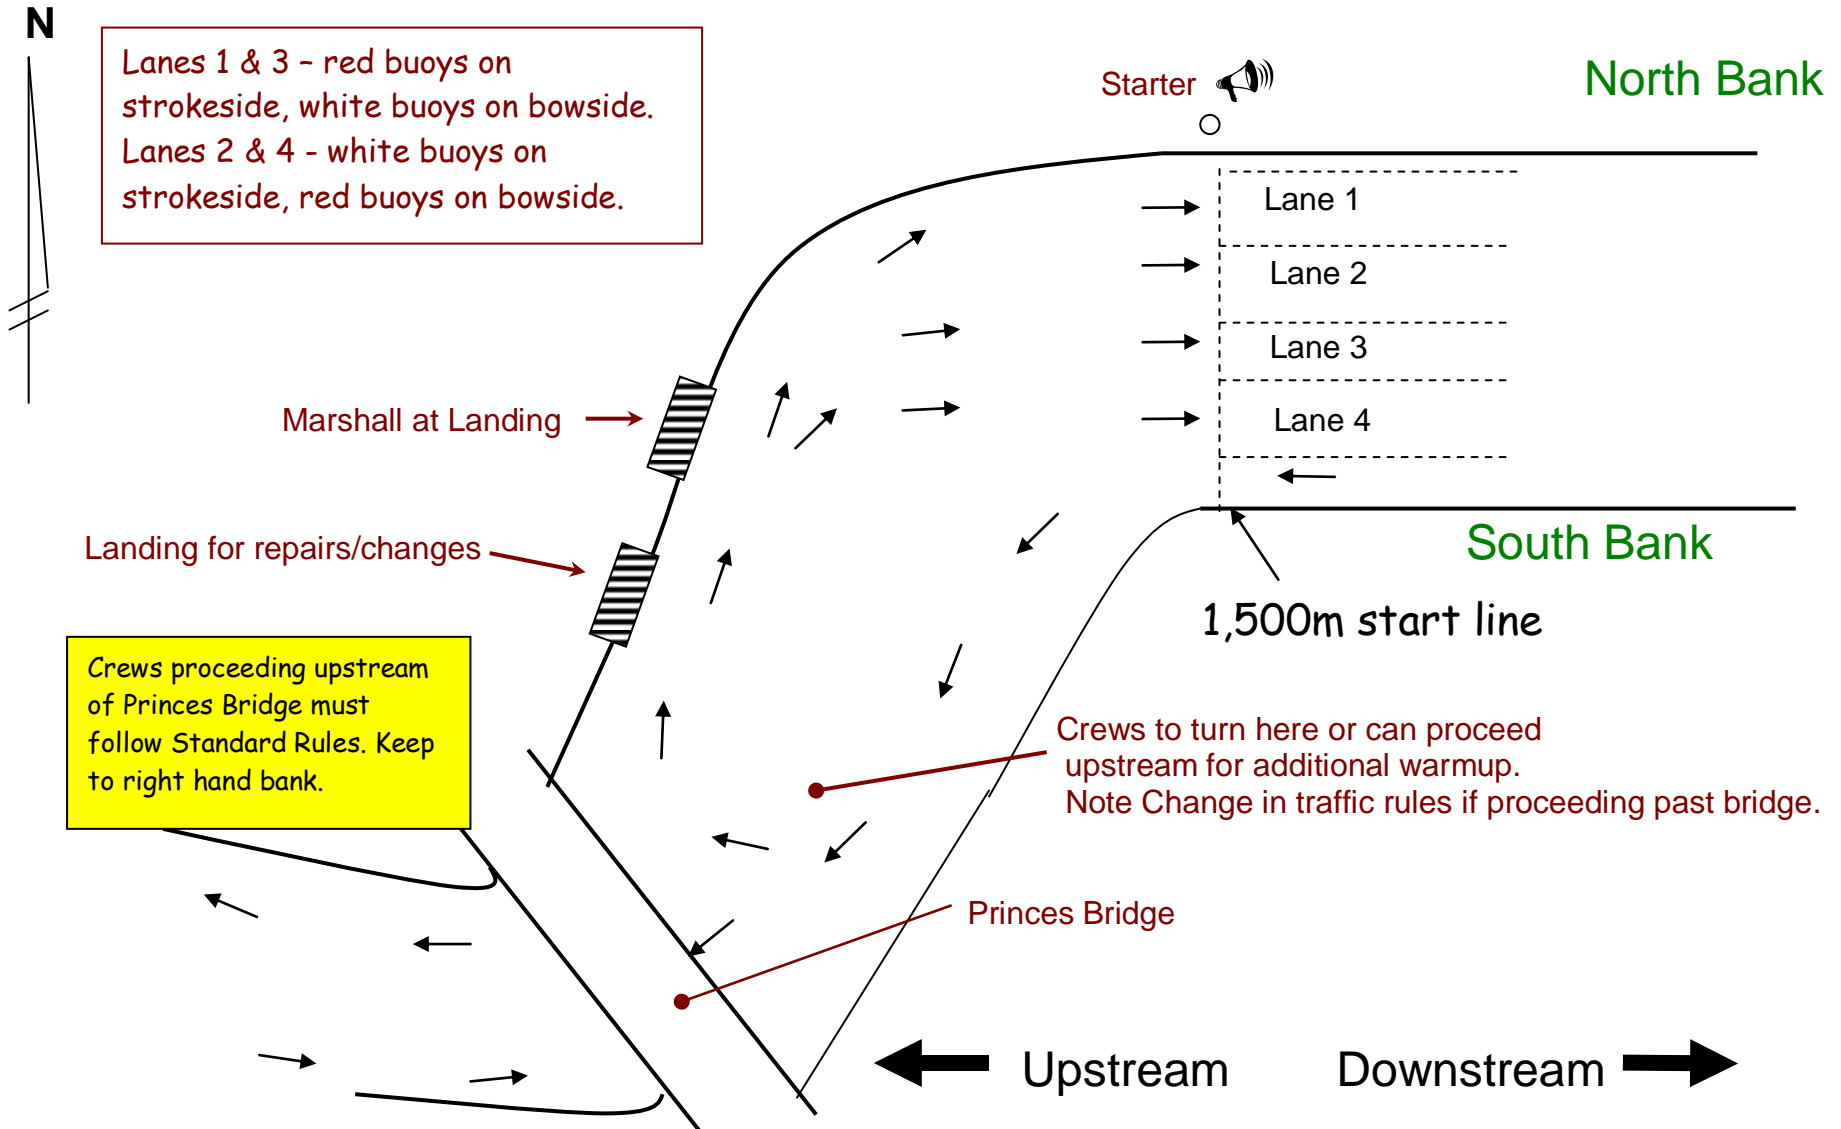 N
Lanes 1 & 3 – red buoys on
strokeside, white buoys on bowside.
Lanes 2 & 4 - white buoys on
strokeside, red buoys on bowside.
Starter
North Bank
Lane 1
Lane 2
Lane 3
Lane 4
Marshall at Landing
Landing for repairs/changes
South Bank
1,500m start line
Crews proceeding upstream
of Princes Bridge must
follow Standard Rules. Keep
to right hand bank.
Crews to turn here or can proceed
upstream for additional warmup.
Note Change in traffic rules if proceeding past bridge.
Princes Bridge
Upstream
Downstream